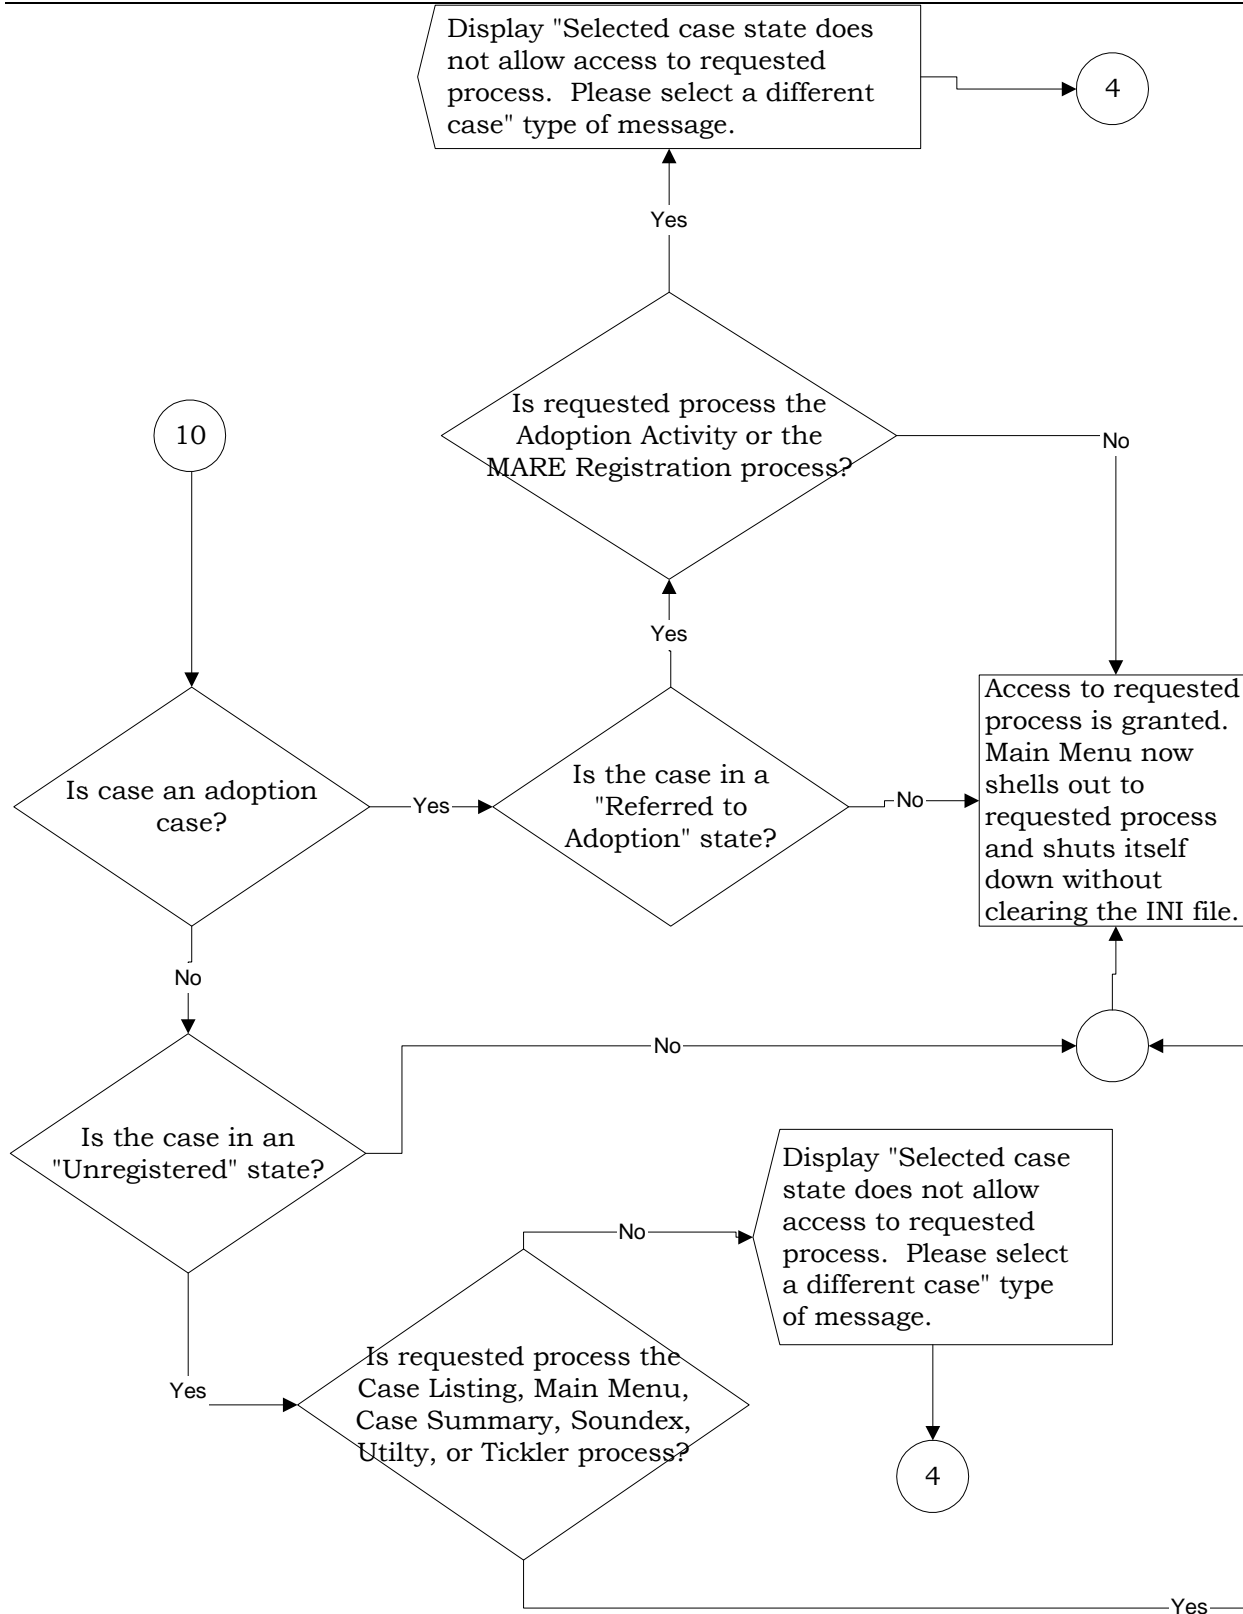 Display "Selected case state does
not allow access to requested
process.  Please select a different
case" type of message.
4
Yes
Is requested process the
Adoption Activity or the
MARE Registration process?
No
10
Yes
Is case an adoption
case?
Yes
Is the case in a
"Referred to
Adoption" state?
No
Access to requested
process is granted.
Main Menu now
shells out to
requested process
and shuts itself
down without
clearing the INI file.
No
No
Is the case in an
"Unregistered" state?
Display "Selected case
state does not allow
access to requested
process.  Please select
a different case" type
of message.
No
Yes
Is requested process the
Case Listing, Main Menu,
Case Summary, Soundex,
Utilty, or Tickler process?
4
Yes